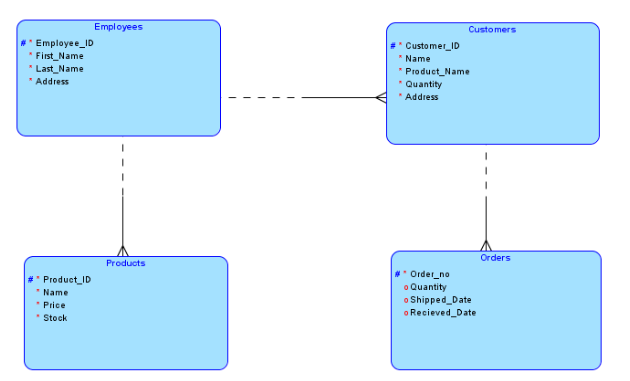 Employees
# * Employee_ID
* First_Name
* Last_Name
* Address
Customers
# * Customer_ID
* Name
* Product_Name
* Quantity
* Address
Products
# * Product_ID
* Name
* Price
* Stock
Orders
# * Order_no
o Quantity
o Shipped_Date
o Recieved_Date